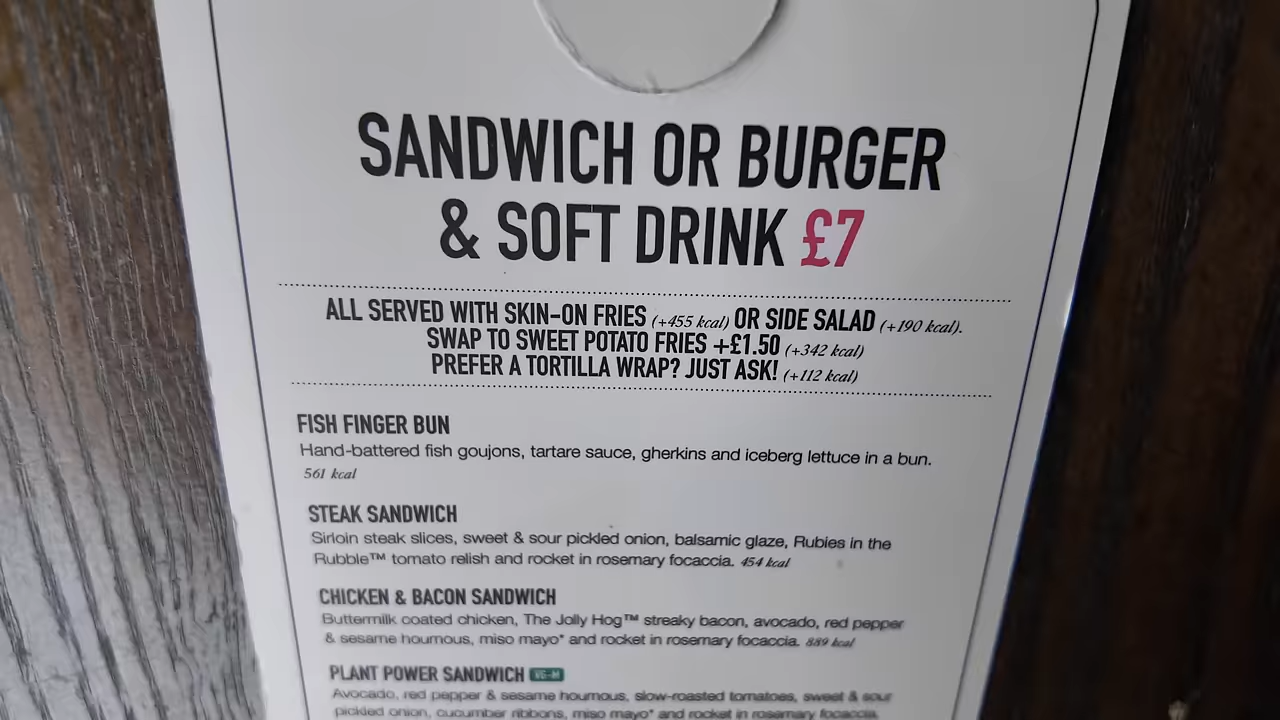 SANDWICH OR BURGER
& SOFT DRINK £7
ALL SERVED WITH SKIN-ON FRIES (+455 kcal) OR SIDE SALAD (+190 kcal).
SWAP TO SWEET POTATO FRIES +£1.50 (+342 kcal)
PREFER A TORTILLA WRAP? JUST ASK! (+112 kcal)
FISH FINGER BUN
Hand-battered fish goujons, tartare sauce, gherkins and iceberg lettuce in a bun.
561 kcal
STEAK SANDWICH
Sirloin steak slices, sweet & sour pickled onion, balsamic glaze, Rubies in the
Rubble™ tomato relish and rocket in rosemary focaccia. 454 kcal
CHICKEN & BACON SANDWICH
Buttermilk coated chicken, The Jolly Hog™ streaky bacon, avocado, red pepper
& sesame houmous, miso mayo* and rocket in rosemary focaccia. 889 kcal
PLANT POWER SANDWICH VG-M
Avocado, red pepper & sesame houmous, slow-roasted tomatoes, sweet & sour
pickled onion, cucumber ribbons, miso mayo* and rocket in rosemary focaccia.